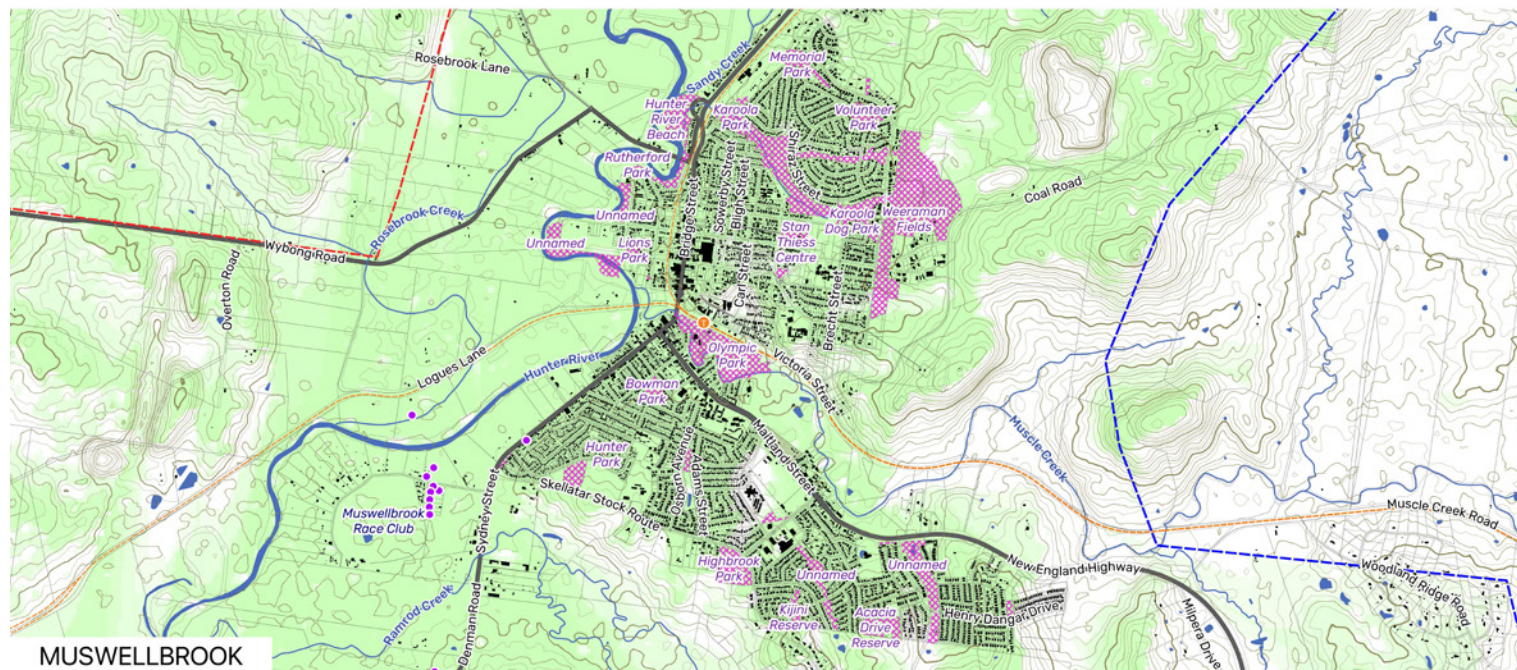 Rosebrook Lane
Sandy Creek
Memorial
Park
Hunter
River
Beach
Karoola
Park
Volunteer
Park
Rutherford
Park
Shiraz Street
Sowerby Street
Bligh Street
Coal Road
Unnamed
Rosebrook Creek
Wybong Road
Overton Road
Unnamed
Lions
Park
Bridge Street
Stan
Thiess
Centre
Karoola
Dog Park
Weeraman
Fields
Carl Street
Brecht Street
Logues Lane
Hunter River
Olympic
Park
Victoria Street
Bowman
Park
Maitland Street
Muscle Creek
Hunter
Park
Osborn Avenue
Adams Street
Skellatar Stock Route
Muswellbrook
Race Club
Sydney Street
Muscle Creek Road
Highbrook
Park
Unnamed
Unnamed
New England Highway
Woodland Ridge Road
Ramrod Creek
Denman Road
Kijini
Reserve
Acacia
Drive
Reserve
Henry Dangar Drive
Milpera Drive
MUSWELLBROOK